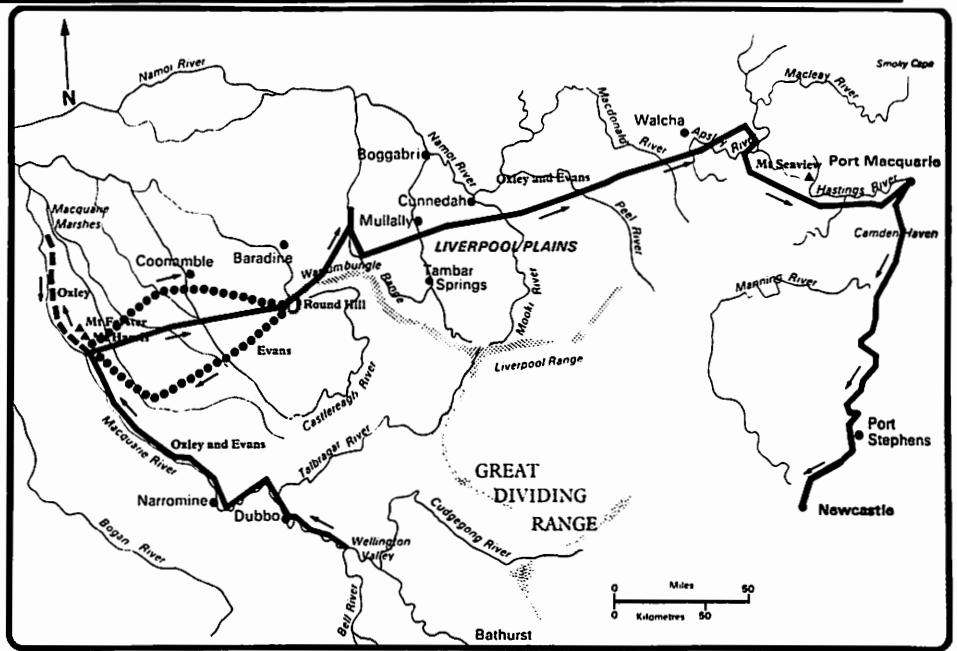 N
Namoi River
Macleay River
Smoky Cape
Macdonald
River
Walcha
Apsley River
Boggabri
Namoi River
Mt Seaview
Port Macquarie
Oxley and Evans
Hastings River
Macquarie
Marshes
Gunnedah
Mullally
Peel River
Camden Haven
LIVERPOOL PLAINS
Coonamble
Baradine
Warrumbungle
Range
Tambar
Springs
Mooki River
Manning River
Oxley
Round Hill
Mt Forster
Mt Harris
Evans
Liverpool Range
Castlereagh River
Macquarie River
Oxley and Evans
Talbragar River
Port
Stephens
GREAT
DIVIDING
RANGE
Narromine
Dubbo
Newcastle
Cudgegong River
Wellington
Valley
Bogan River
Bell River
Bathurst
0 Miles 50
0 Kilometres 50